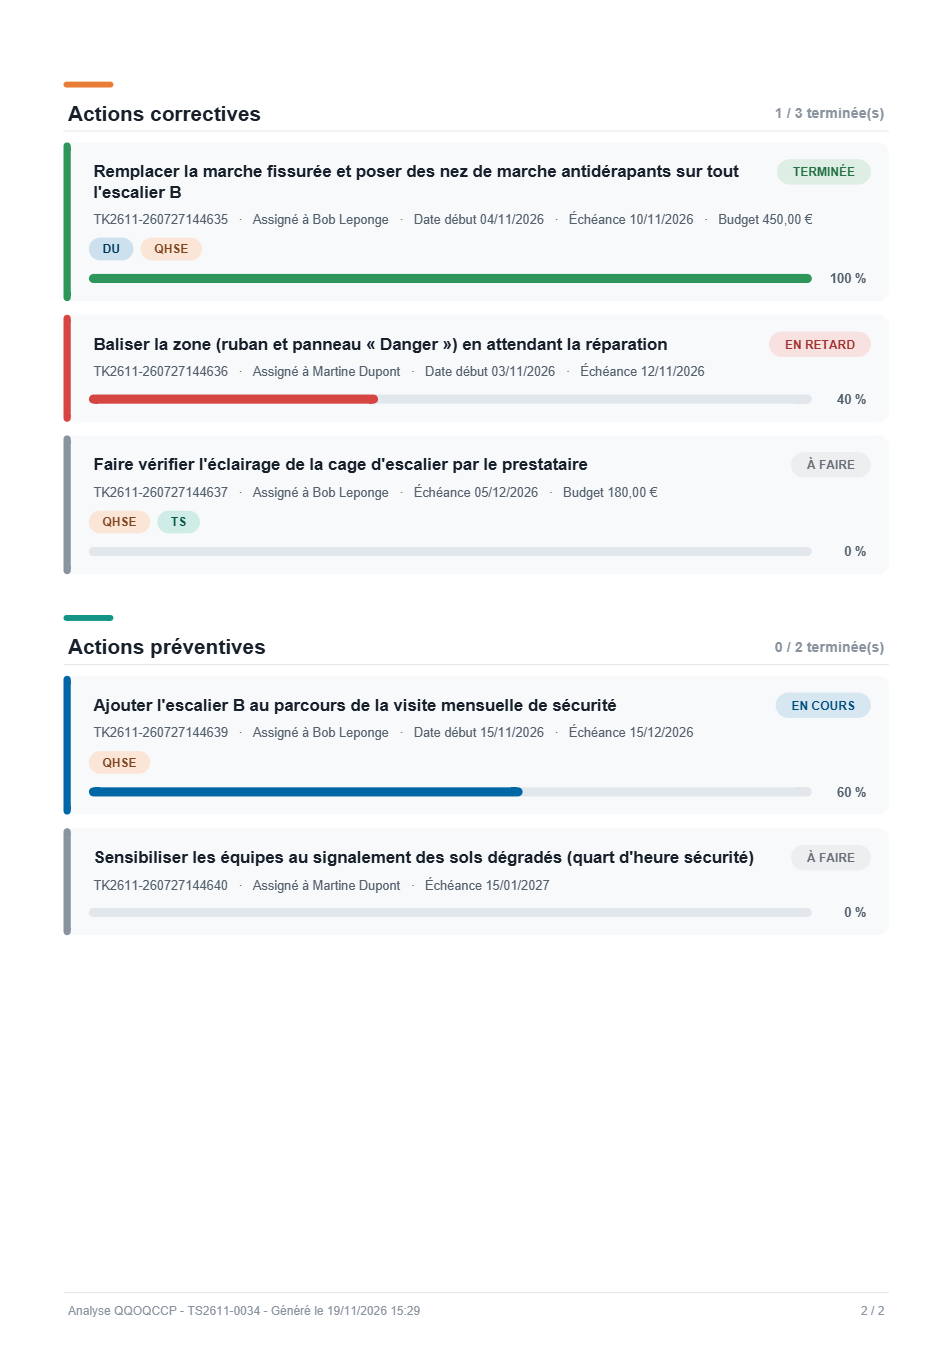 Actions correctives
1 / 3 terminée(s)
Remplacer la marche fissurée et poser des nez de marche antidérapants sur tout
l'escalier B
TERMINÉE
TK2611-260727144635 · Assigné à Bob Leponge · Date début 04/11/2026 · Échéance 10/11/2026 · Budget 450,00 €
DU QHSE
100 %
Baliser la zone (ruban et panneau « Danger ») en attendant la réparation
EN RETARD
TK2611-260727144636 · Assigné à Martine Dupont · Date début 03/11/2026 · Échéance 12/11/2026
40 %
Faire vérifier l'éclairage de la cage d'escalier par le prestataire
À FAIRE
TK2611-260727144637 · Assigné à Bob Leponge · Échéance 05/12/2026 · Budget 180,00 €
QHSE TS
0 %
Actions préventives
0 / 2 terminée(s)
Ajouter l'escalier B au parcours de la visite mensuelle de sécurité
EN COURS
TK2611-260727144639 · Assigné à Bob Leponge · Date début 15/11/2026 · Échéance 15/12/2026
QHSE
60 %
Sensibiliser les équipes au signalement des sols dégradés (quart d'heure sécurité)
À FAIRE
TK2611-260727144640 · Assigné à Martine Dupont · Échéance 15/01/2027
0 %
Analyse QQOQCCP - TS2611-0034 - Généré le 19/11/2026 15:29
2 / 2